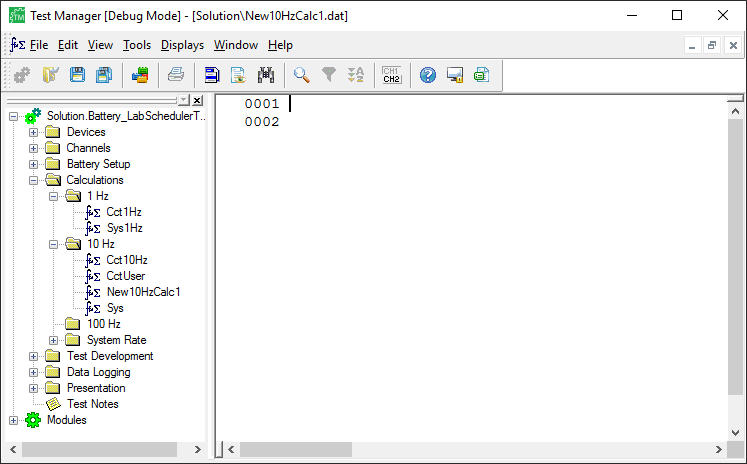 Test Manager [Debug Mode] - [Solution\New10HzCalc1.dat]
File Edit View Tools Displays Window Help
CH1
CH2
Solution.Battery_LabSchedulerT...
Devices
Channels
Battery Setup
Calculations
1 Hz
Cct1Hz
Sys1Hz
10 Hz
Cct10Hz
CctUser
New10HzCalc1
Sys
100 Hz
System Rate
Test Development
Data Logging
Presentation
Test Notes
Modules
0001
0002